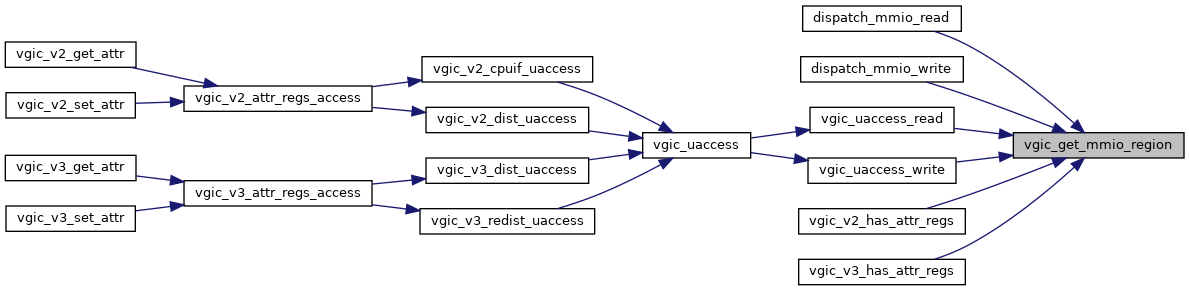 dispatch_mmio_read
vgic_v2_get_attr
dispatch_mmio_write
vgic_v2_cpuif_uaccess
vgic_v2_attr_regs_access
vgic_v2_set_attr
vgic_v2_dist_uaccess
vgic_uaccess_read
vgic_uaccess
vgic_get_mmio_region
vgic_v3_get_attr
vgic_v3_dist_uaccess
vgic_uaccess_write
vgic_v3_attr_regs_access
vgic_v3_set_attr
vgic_v3_redist_uaccess
vgic_v2_has_attr_regs
vgic_v3_has_attr_regs